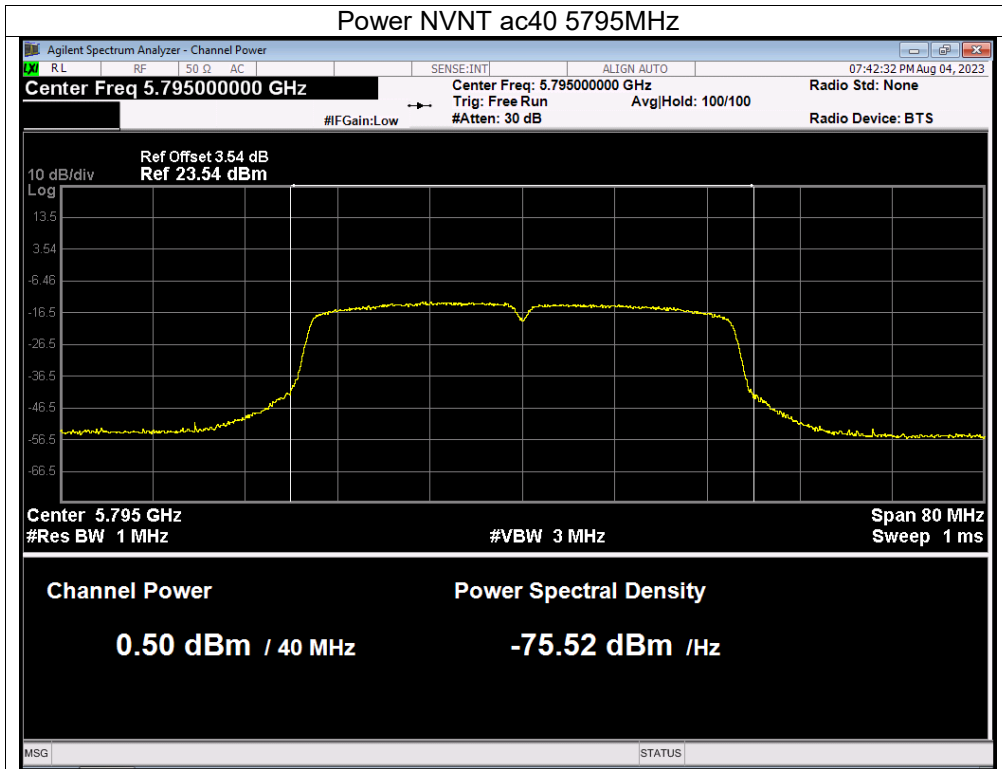 Power NVNT ac40 5795MHz
Agilent Spectrum Analyzer - Channel Power
LXI RL RF 50 Ω AC SENSE:INT ALIGN AUTO 07:42:32 PM Aug 04, 2023
Center Freq 5.795000000 GHz Center Freq: 5.795000000 GHz Radio Std: None
Trig: Free Run Avg|Hold: 100/100
#IFGain:Low #Atten: 30 dB Radio Device: BTS
Ref Offset 3.54 dB
10 dB/div Ref 23.54 dBm
Log
13.5
3.54
-6.46
-16.5
-26.5
-36.5
-46.5
-56.5
-66.5
Center 5.795 GHz Span 80 MHz
#Res BW 1 MHz #VBW 3 MHz Sweep 1 ms
Channel Power Power Spectral Density
0.50 dBm / 40 MHz -75.52 dBm /Hz
MSG STATUS